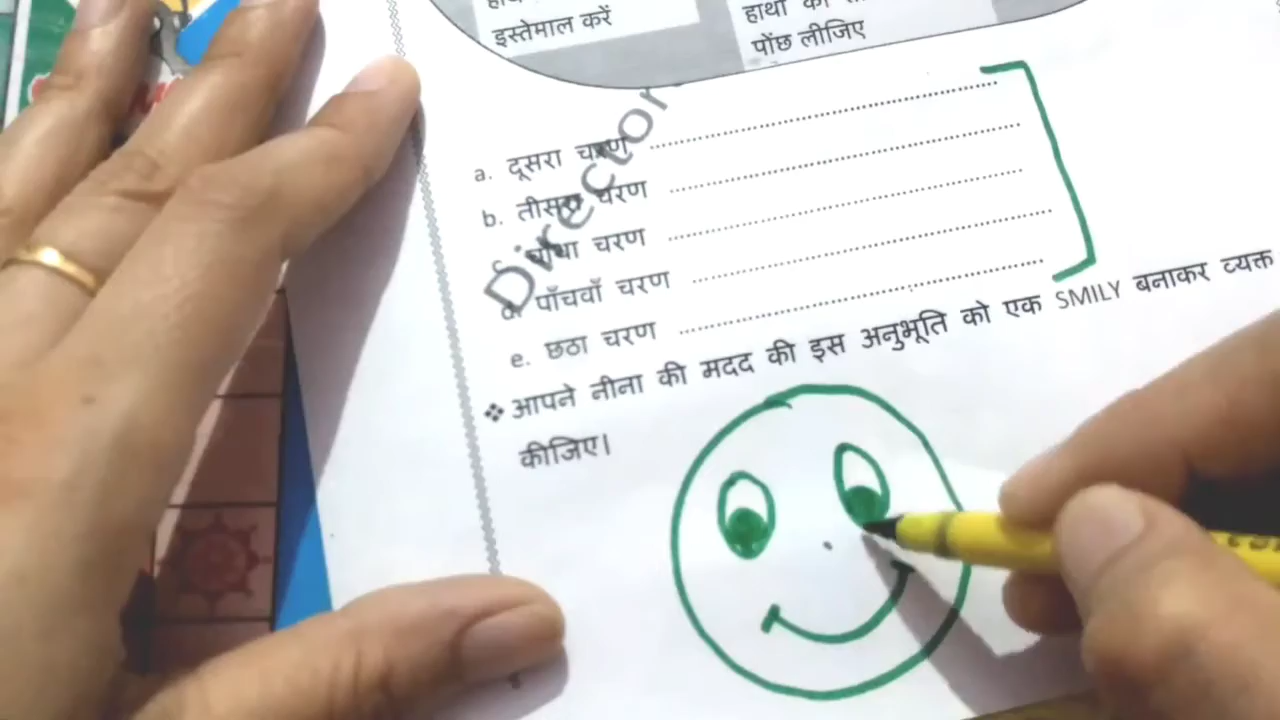 इस्तेमाल करें
पोंछ लीजिए
a. दूसरा चरण
b. तीसरा चरण
चौथा चरण
d. पाँचवाँ चरण
e. छठा चरण
❖ आपने नीना की मदद की इस अनुभूति को एक SMILY बनाकर व्यक्त
कीजिए।
Director